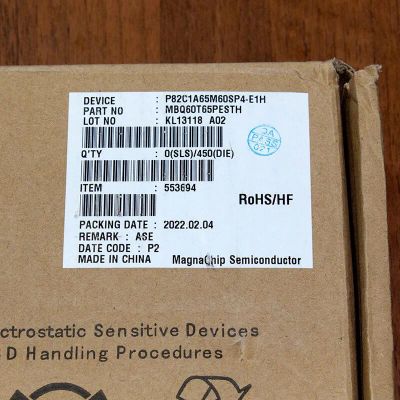 DEVICE : P82C1A65M60SP4-E1H
PART NO : MBQ60T65PESTH
LOT NO : KL13118 A02
Q'TY : 0(SLS)/450(DIE)
ITEM : 553694
RoHS/HF
PACKING DATE : 2022.02.04
REMARK : ASE
DATE CODE : P2
MADE IN CHINA MagnaChip Semiconductor
ctrostatic Sensitive Devices
D Handling Procedures